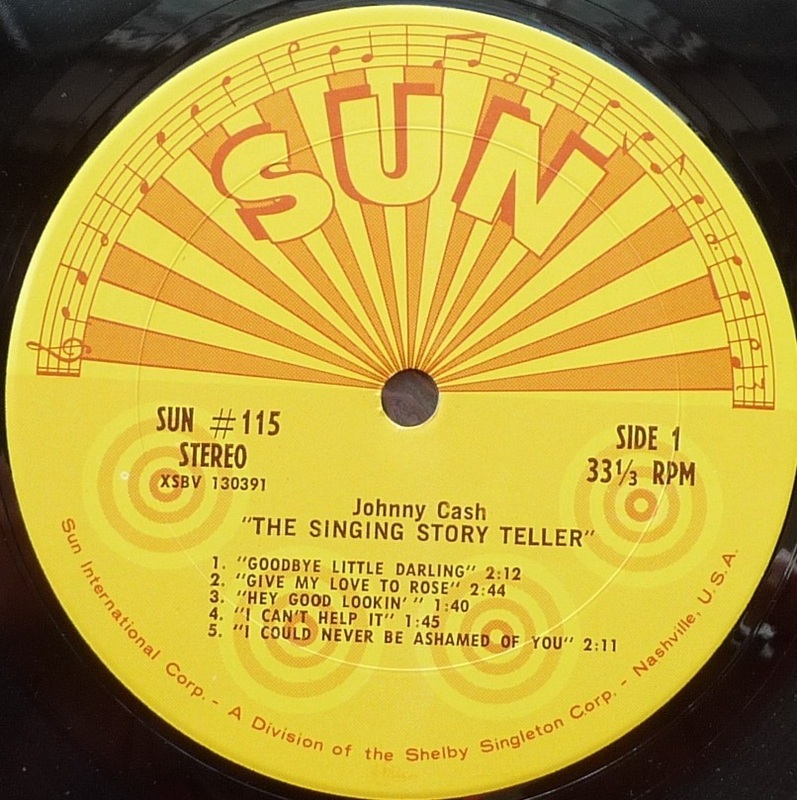 SUN
SUN #115
STEREO
XSBV 130391
SIDE 1
33⅓ RPM
Johnny Cash
"THE SINGING STORY TELLER"
1. "GOODBYE LITTLE DARLING" 2:12
2. "GIVE MY LOVE TO ROSE" 2:44
3. "HEY GOOD LOOKIN' " 1:40
4. "I CAN'T HELP IT" 1:45
5. "I COULD NEVER BE ASHAMED OF YOU" 2:11
Sun International Corp. - A Division of the Shelby Singleton Corp. - Nashville, U.S.A.